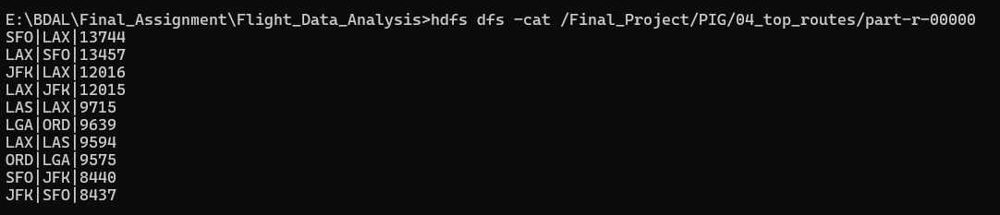 E:\BDAL\Final_Assignment\Flight_Data_Analysis>hdfs dfs -cat /Final_Project/PIG/04_top_routes/part-r-00000
SFO|LAX|13744
LAX|SFO|13457
JFK|LAX|12016
LAX|JFK|12015
LAS|LAX|9715
LGA|ORD|9639
LAX|LAS|9594
ORD|LGA|9575
SFO|JFK|8440
JFK|SFO|8437